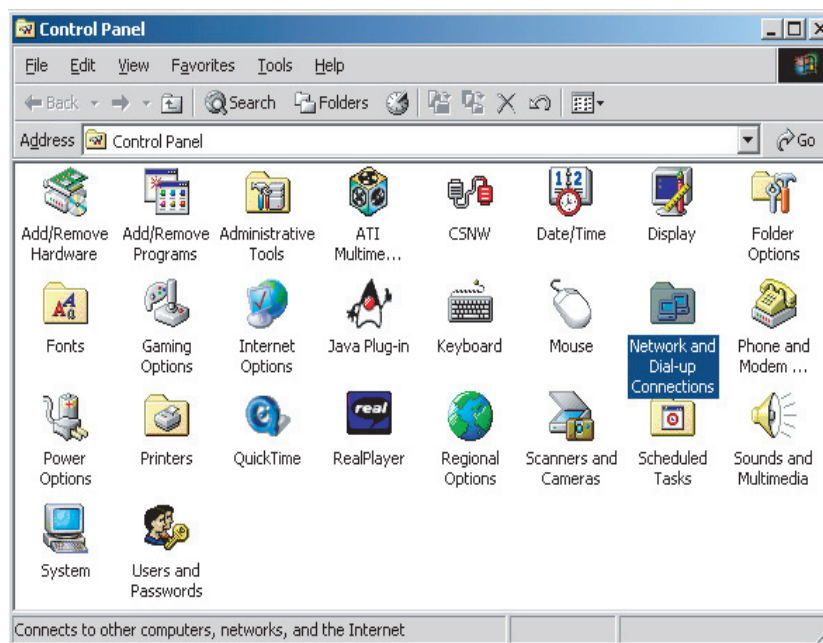 Control Panel
File Edit View Favorites Tools Help
Back Search Folders
Address Control Panel Go
Add/Remove Add/Remove Administrative ATI CSNW Date/Time Display Folder
Hardware Programs Tools Multime... Options
Fonts Gaming Internet Java Plug-in Keyboard Mouse Network and Phone and
Options Options Dial-up Modem ...
Connections
Power Printers QuickTime RealPlayer Regional Scanners and Scheduled Sounds and
Options Options Cameras Tasks Multimedia
System Users and
Passwords
Connects to other computers, networks, and the Internet